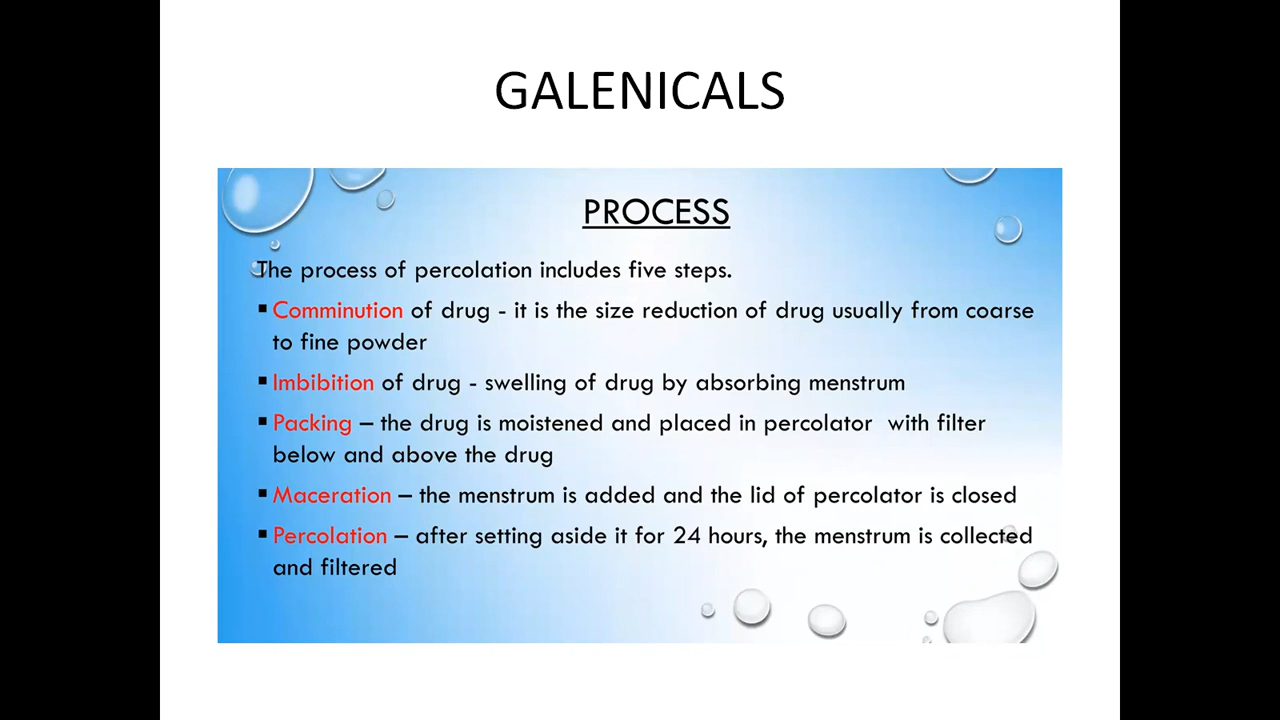 GALENICALS
PROCESS
The process of percolation includes five steps.
▪ Comminution of drug - it is the size reduction of drug usually from coarse
to fine powder
▪ Imbibition of drug - swelling of drug by absorbing menstrum
▪ Packing – the drug is moistened and placed in percolator with filter
below and above the drug
▪ Maceration – the menstrum is added and the lid of percolator is closed
▪ Percolation – after setting aside it for 24 hours, the menstrum is collected
and filtered